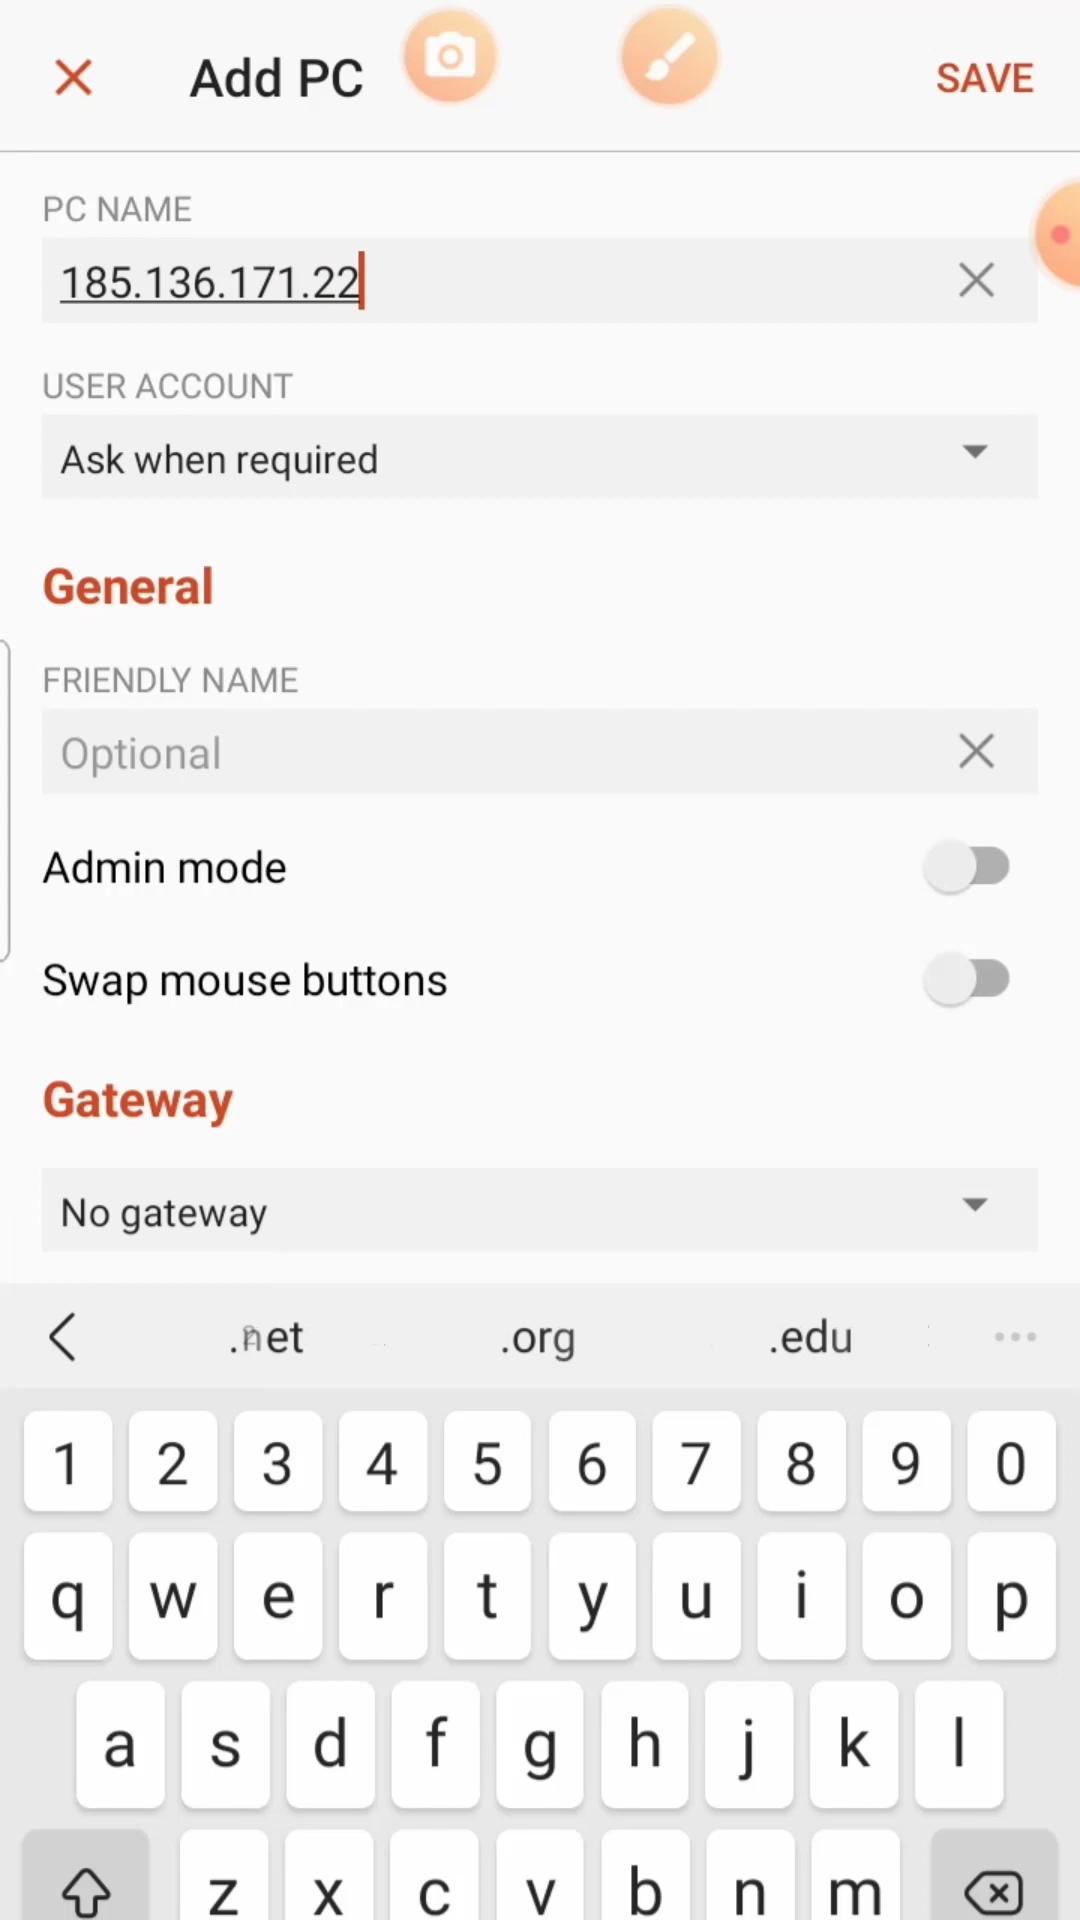 Add PC
SAVE
PC NAME
185.136.171.22
USER ACCOUNT
Ask when required
General
FRIENDLY NAME
Optional
Admin mode
Swap mouse buttons
Gateway
No gateway
.net .org .edu
1 2 3 4 5 6 7 8 9 0
q w e r t y u i o p
a s d f g h j k l
z x c v b n m